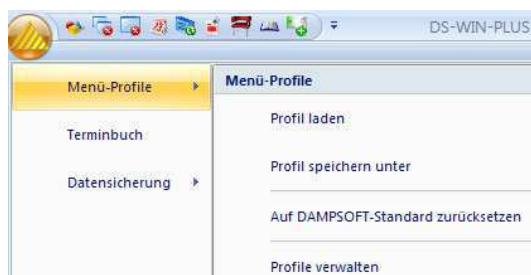 DS-WIN-PLUS
Menü-Profile
Terminbuch
Datensicherung
Menü-Profile
Profil laden
Profil speichern unter
Auf DAMPSOFT-Standard zurücksetzen
Profile verwalten